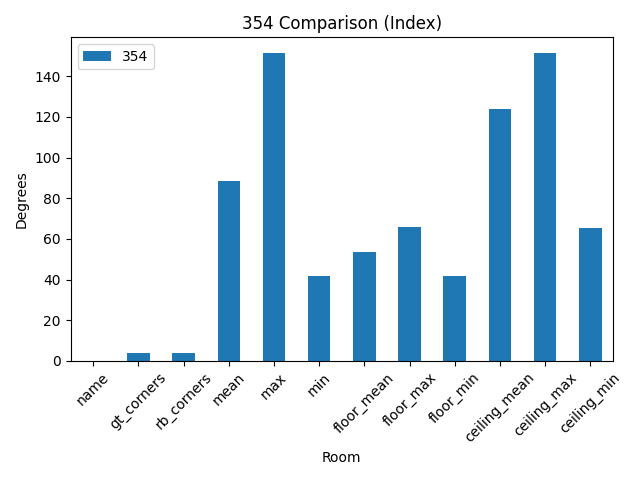 354 Comparison (Index)
354
Degrees
140
120
100
80
60
40
20
0
name
gt_corners
rb_corners
mean
max
min
floor_mean
floor_max
floor_min
ceiling_mean
ceiling_max
ceiling_min
Room